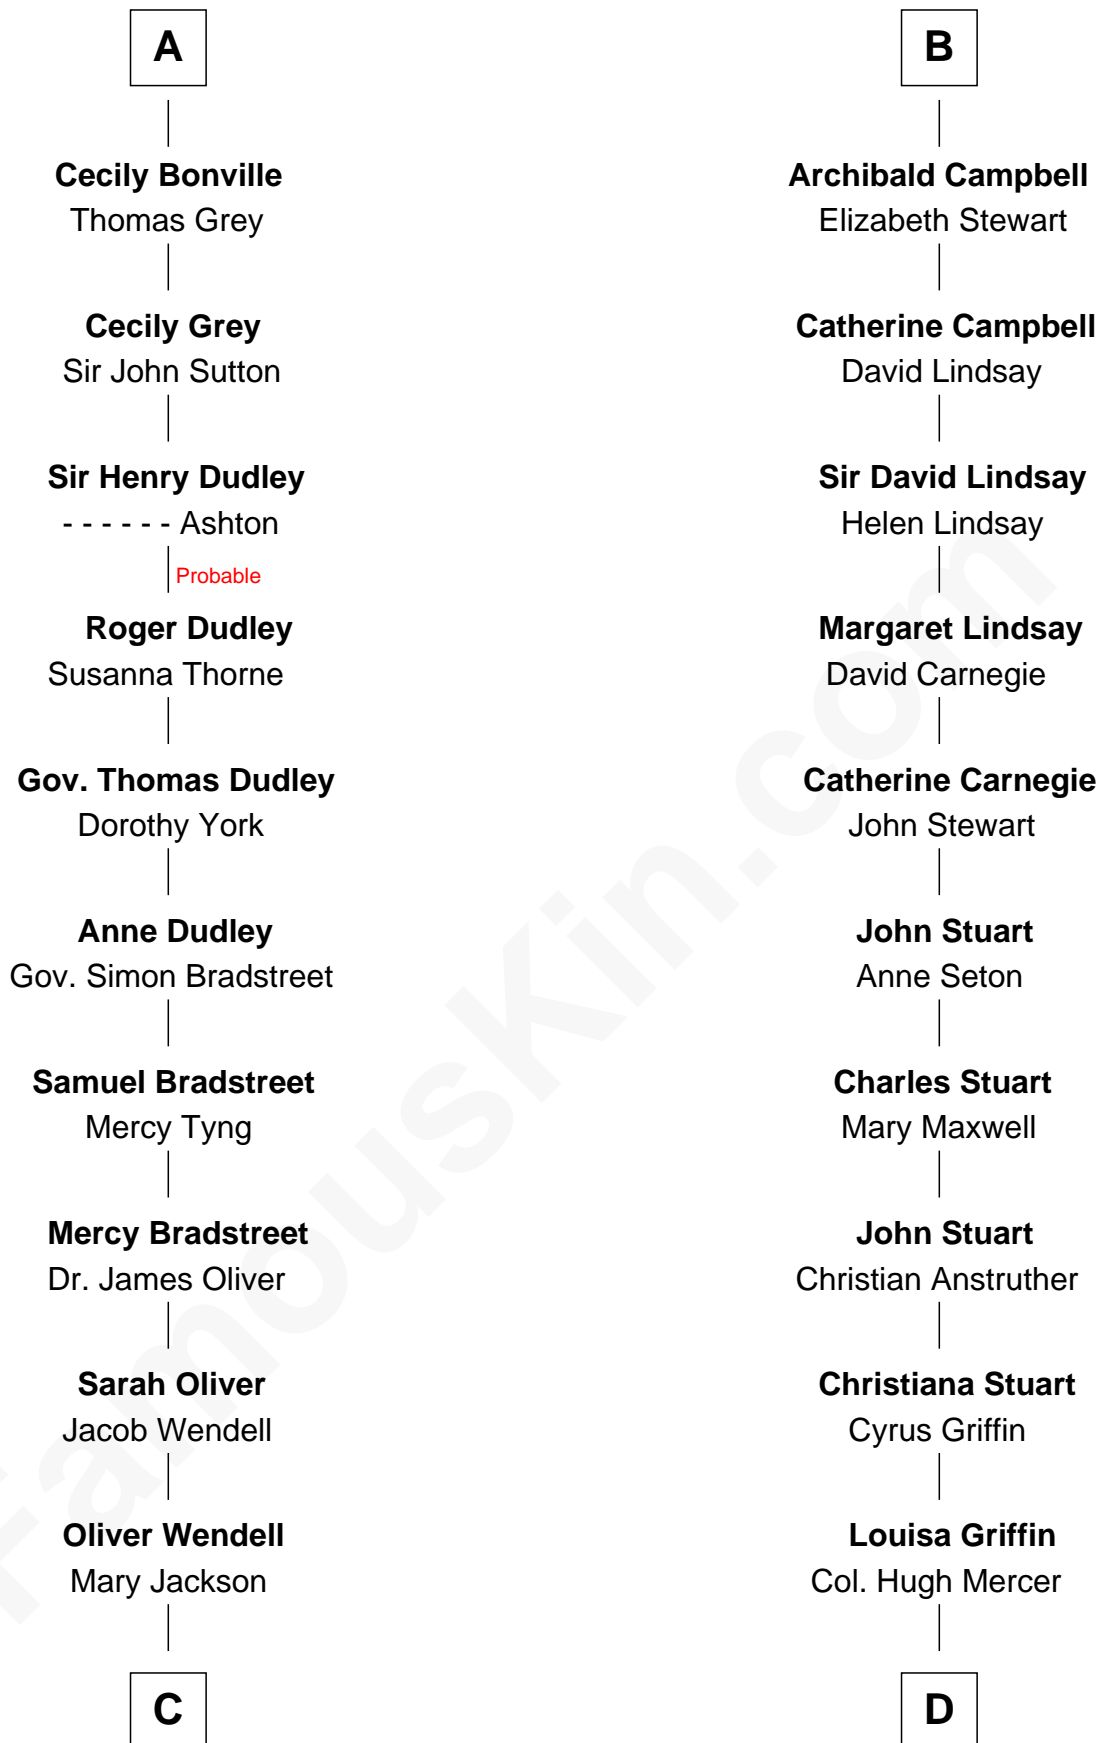 A
Cecily Bonville
Thomas Grey
Cecily Grey
Sir John Sutton
Sir Henry Dudley
- - - - - - Ashton
Probable
Roger Dudley
Susanna Thorne
Gov. Thomas Dudley
Dorothy York
Anne Dudley
Gov. Simon Bradstreet
Samuel Bradstreet
Mercy Tyng
Mercy Bradstreet
Dr. James Oliver
Sarah Oliver
Jacob Wendell
Oliver Wendell
Mary Jackson
C
B
Archibald Campbell
Elizabeth Stewart
Catherine Campbell
David Lindsay
Sir David Lindsay
Helen Lindsay
Margaret Lindsay
David Carnegie
Catherine Carnegie
John Stewart
John Stuart
Anne Seton
Charles Stuart
Mary Maxwell
John Stuart
Christian Anstruther
Christiana Stuart
Cyrus Griffin
Louisa Griffin
Col. Hugh Mercer
D
FamousKin.com